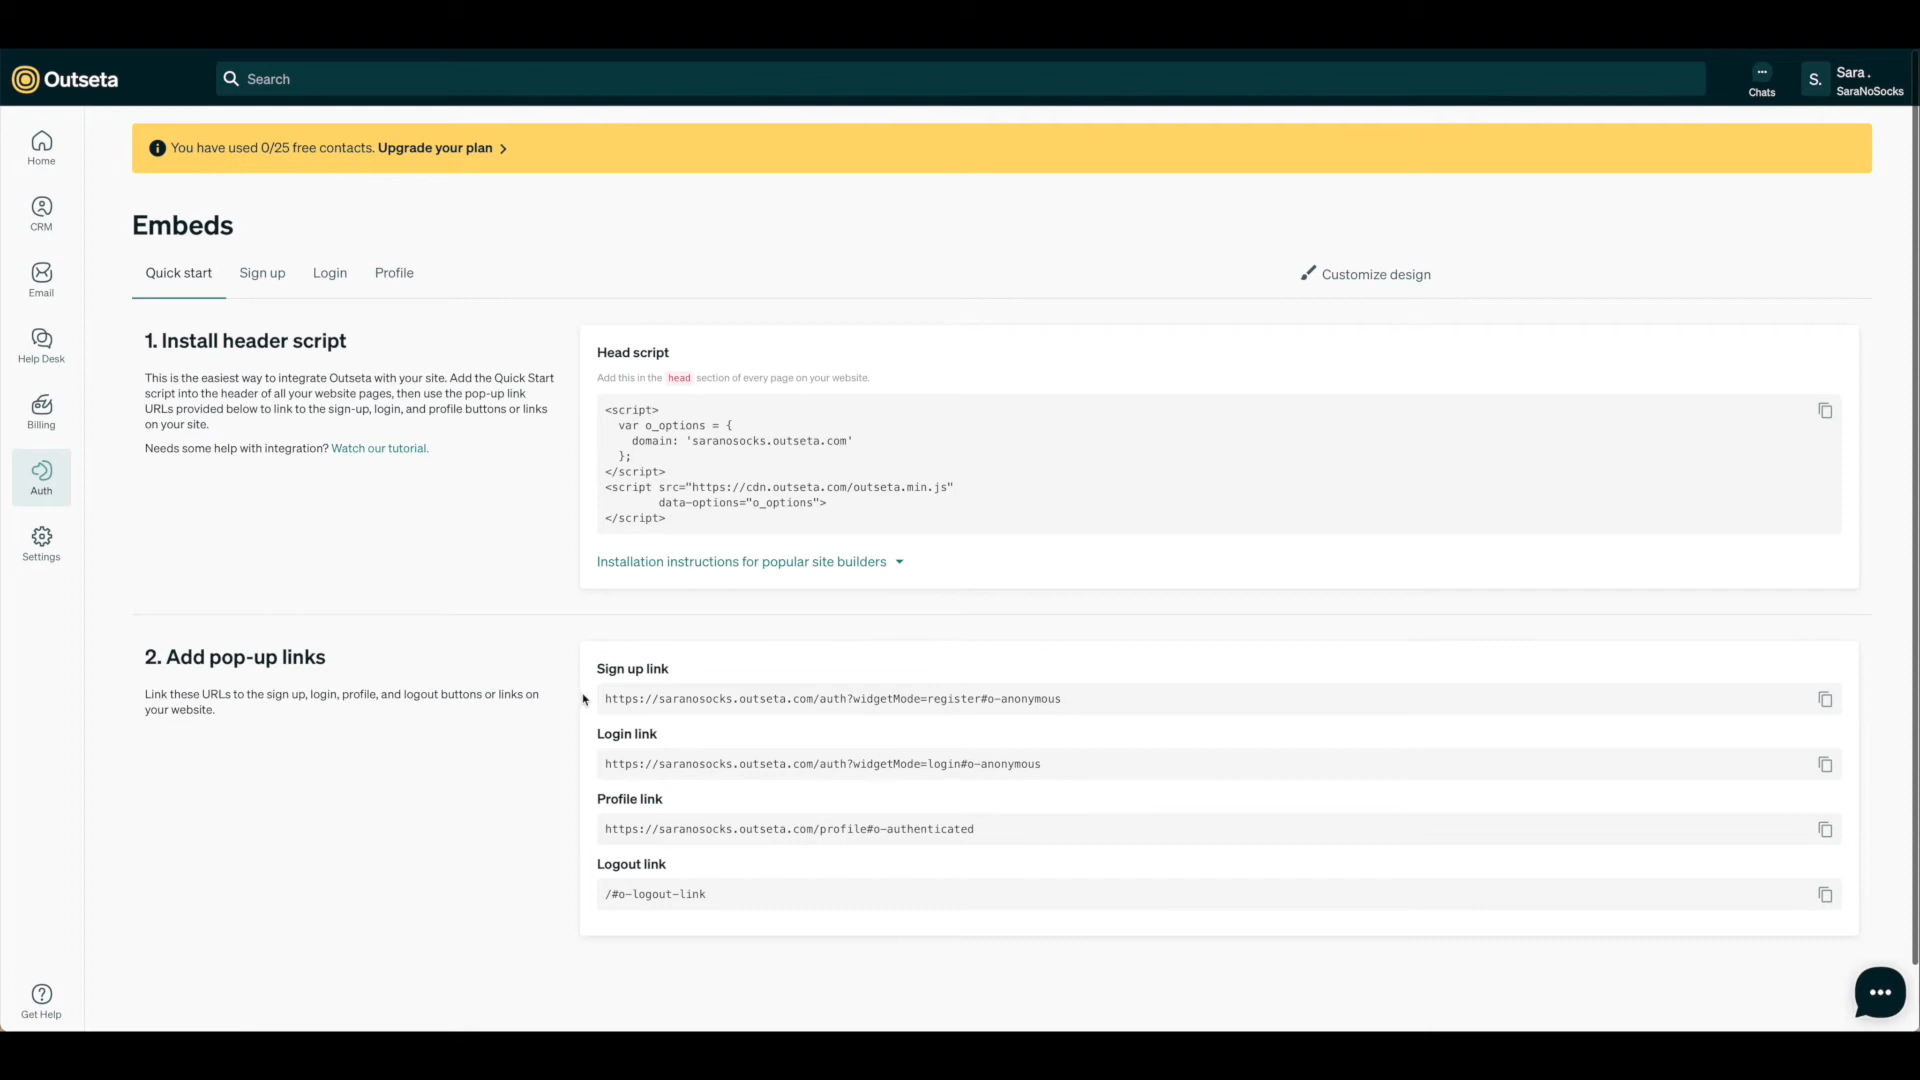 Outseta
Search
Chats
S.
Sara .
SaraNoSocks
Home
CRM
Email
Help Desk
Billing
Auth
Settings
Get Help
You have used 0/25 free contacts. Upgrade your plan
Embeds
Quick start
Sign up
Login
Profile
Customize design
1. Install header script
This is the easiest way to integrate Outseta with your site. Add the Quick Start
script into the header of all your website pages, then use the pop-up link
URLs provided below to link to the sign-up, login, and profile buttons or links
on your site.
Needs some help with integration? Watch our tutorial.
Head script
Add this in the head section of every page on your website.
<script>
var o_options = {
domain: 'saranosocks.outseta.com'
};
</script>
<script src="https://cdn.outseta.com/outseta.min.js"
data-options="o_options">
</script>
Installation instructions for popular site builders
2. Add pop-up links
Link these URLs to the sign up, login, profile, and logout buttons or links on
your website.
Sign up link
https://saranosocks.outseta.com/auth?widgetMode=register#o-anonymous
Login link
https://saranosocks.outseta.com/auth?widgetMode=login#o-anonymous
Profile link
https://saranosocks.outseta.com/profile#o-authenticated
Logout link
/#o-logout-link